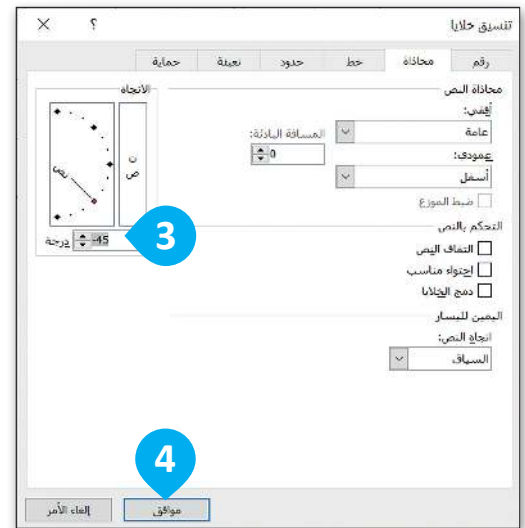 تنسيق خلايا ? ×
رقم محاذاة خط حدود تعبئة حماية
محاذاة النص
أفقي:
عامة
المسافة البادئة:
0
عمودي:
أسفل
ضبط الموزع
التحكم بالنص
التفاف النص
احتواء مناسب
دمج الخلايا
اليمين لليسار
اتجاه النص:
السياق
الاتجاه
ن
ص
نص
-45 درجة
3
4
موافق
إلغاء الأمر